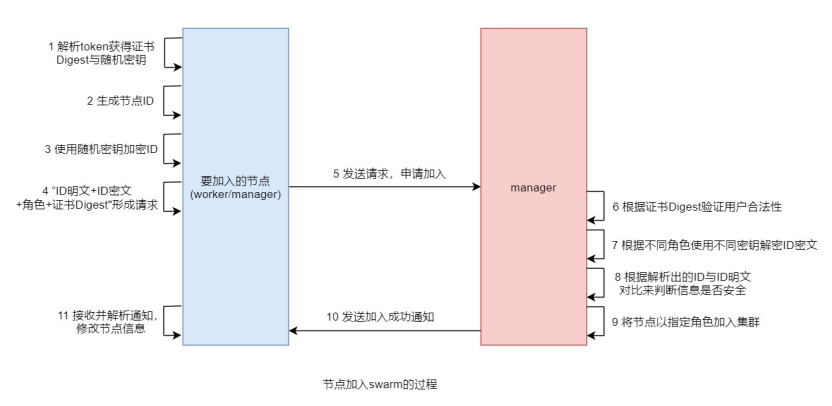 1 解析token获得证书
Digest与随机密钥
2 生成节点ID
3 使用随机密钥加密ID
4 “ID明文+ID密文
+角色+证书Digest"形成请求
要加入的节点
(worker/manager)
5 发送请求，申请加入
manager
6 根据证书Digest验证用户合法性
7 根据不同角色使用不同密钥解密ID密文
8 根据解析出的ID与ID明文
对比来判断信息是否安全
9 将节点以指定角色加入集群
10 发送加入成功通知
11 接收并解析通知，
修改节点信息
节点加入swarm的过程